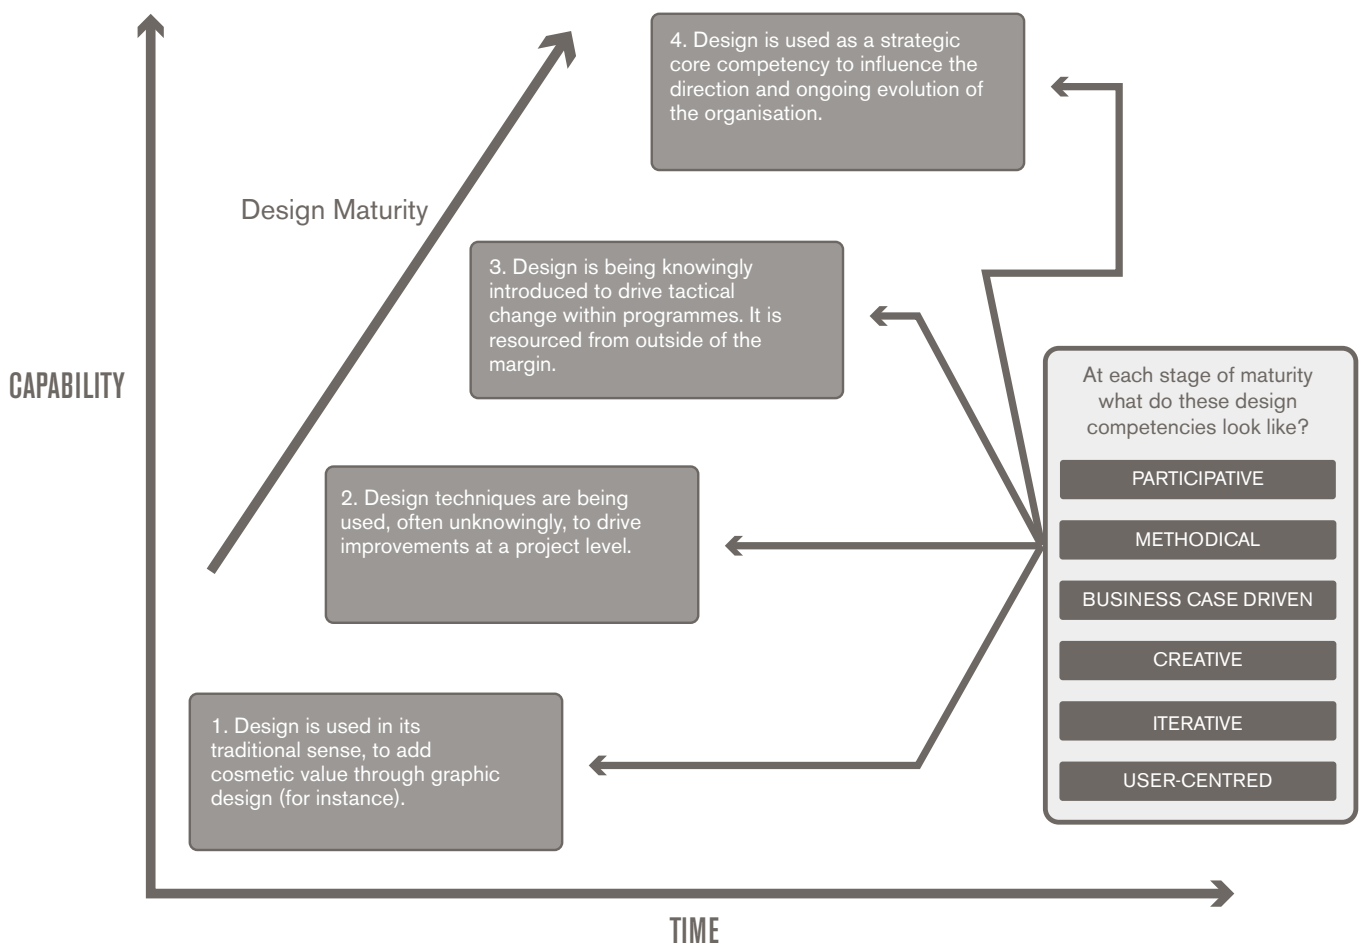 4. Design is used as a strategic
core competency to influence the
direction and ongoing evolution of
the organisation.
Design Maturity
3. Design is being knowingly
introduced to drive tactical
change within programmes. It is
resourced from outside of the
margin.
CAPABILITY
At each stage of maturity
what do these design
competencies look like?
PARTICIPATIVE
METHODICAL
BUSINESS CASE DRIVEN
CREATIVE
ITERATIVE
USER-CENTRED
2. Design techniques are being
used, often unknowingly, to drive
improvements at a project level.
1. Design is used in its
traditional sense, to add
cosmetic value through graphic
design (for instance).
TIME